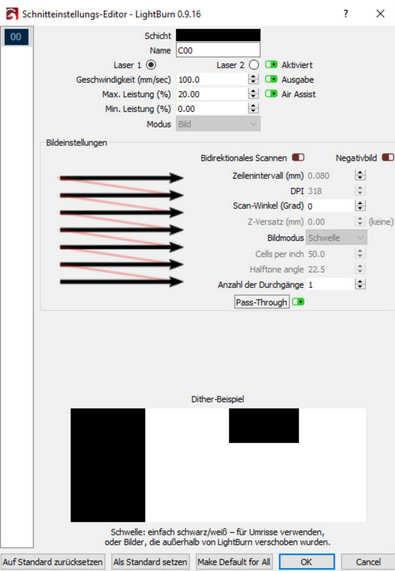 Schnitteinstellungs-Editor - LightBurn 0.9.16
00
Schicht
Name C00
Laser 1 Laser 2 Aktiviert
Geschwindigkeit (mm/sec) 100.0 Ausgabe
Max. Leistung (%) 20.00 Air Assist
Min. Leistung (%) 0.00
Modus Bild
Bildeinstellungen
Bidirektionales Scannen Negativbild
Zeilenintervall (mm) 0.080
DPI 318
Scan-Winkel (Grad) 0
Z-Versatz (mm) 0.00 (keine)
Bildmodus Schwelle
Cells per inch 50.0
Halftone angle 22.5
Anzahl der Durchgänge 1
Pass-Through
Dither-Beispiel
Schwelle: einfach schwarz/weiß – für Umrisse verwenden,
oder Bilder, die außerhalb von LightBurn verschoben wurden.
Auf Standard zurücksetzen Als Standard setzen Make Default for All OK Cancel